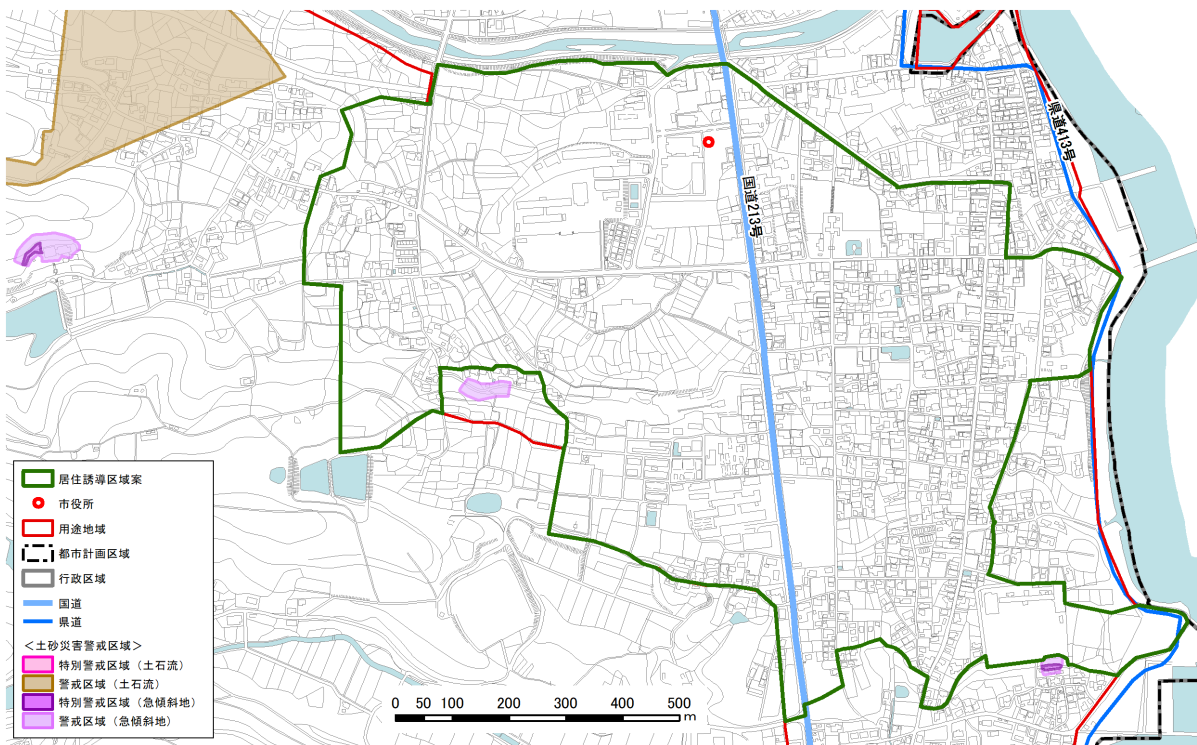 県道413号
国道213号
居住誘導区域案
市役所
用途地域
都市計画区域
行政区域
国道
県道
＜土砂災害警戒区域＞
特別警戒区域（土石流）
警戒区域（土石流）
特別警戒区域（急傾斜地）
警戒区域（急傾斜地）
0 50 100 200 300 400 500 m